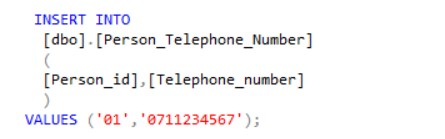 INSERT INTO
[dbo].[Person_Telephone_Number]
(
[Person_id],[Telephone_number]
)
VALUES ('01','0711234567');